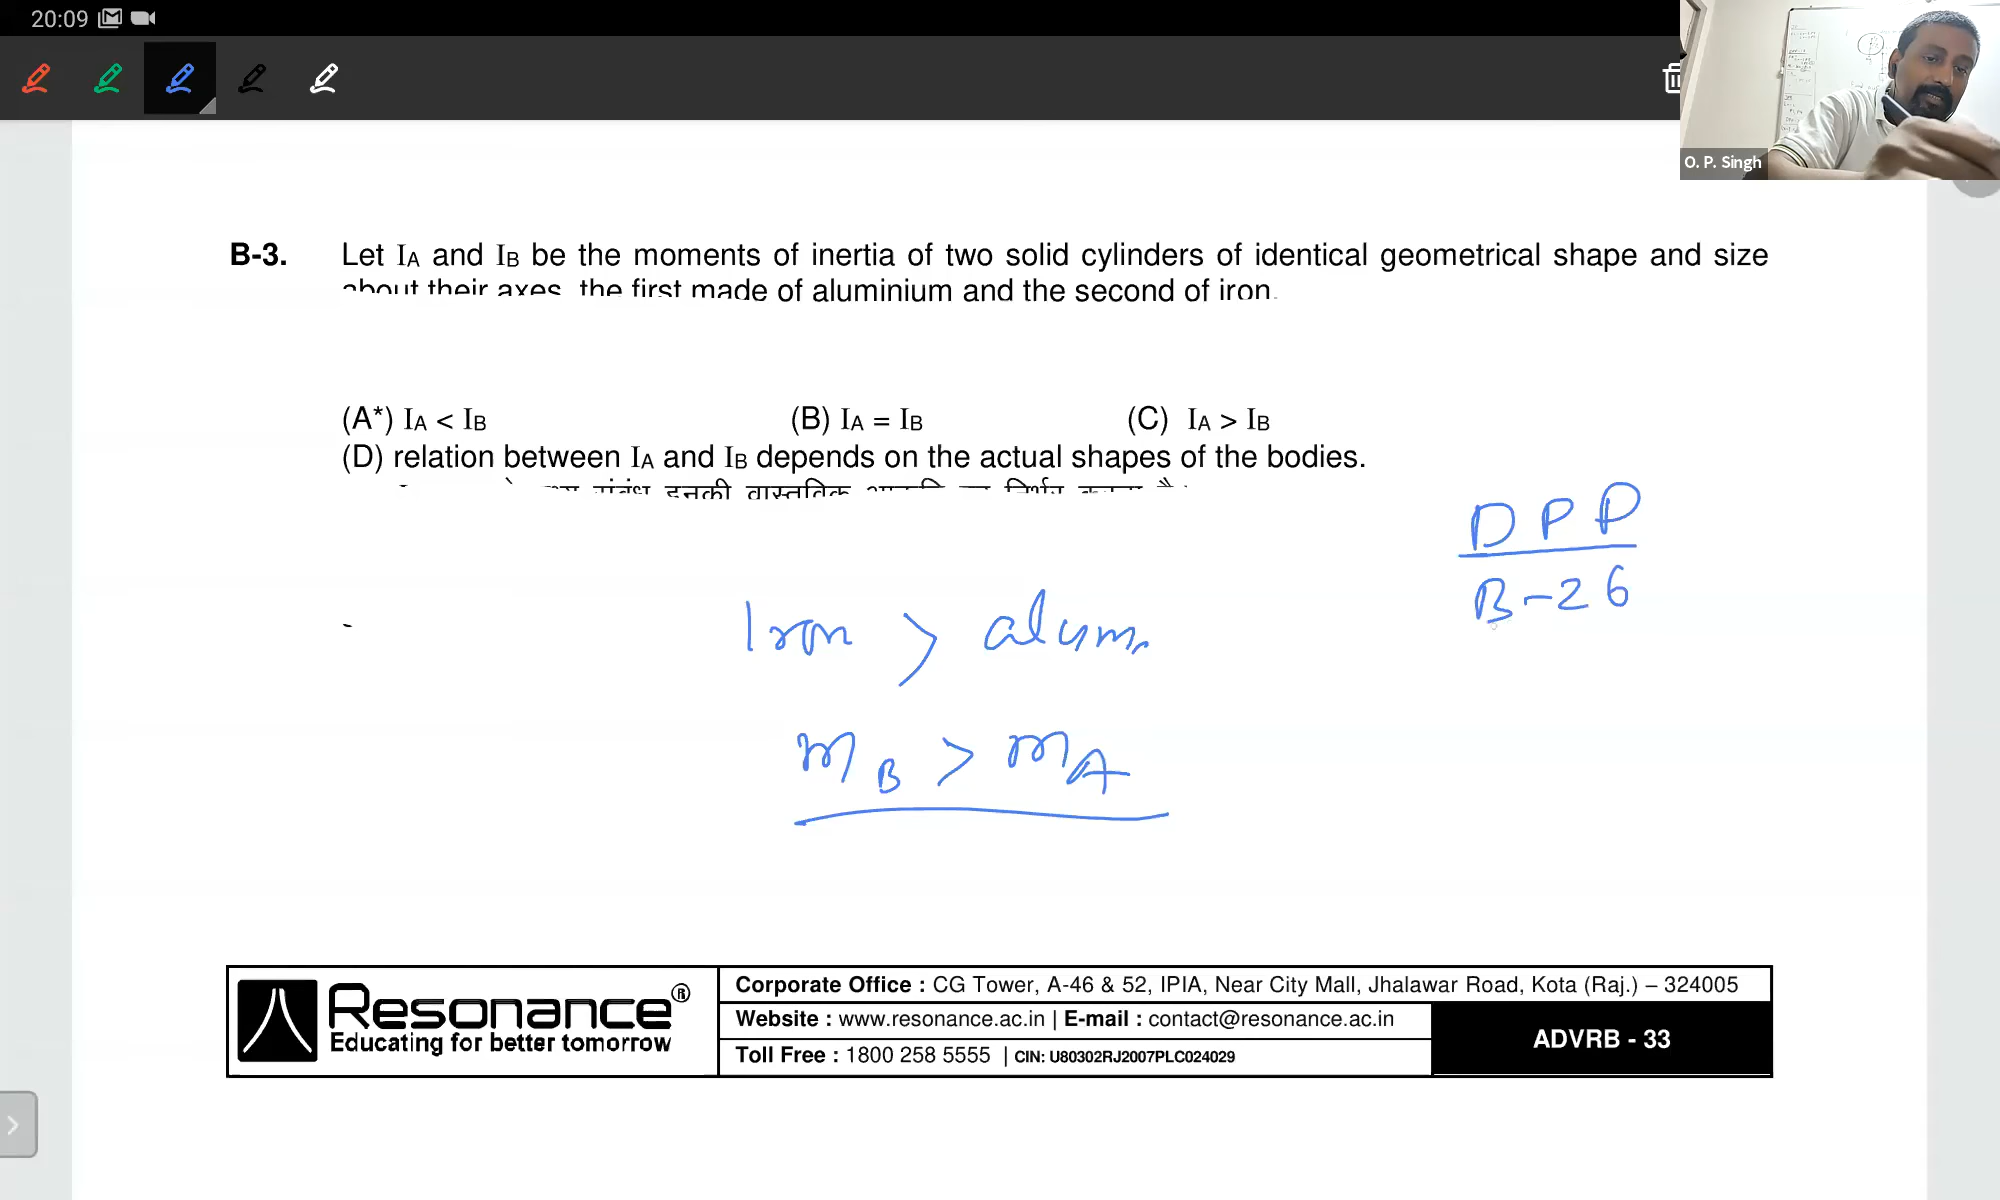 20:09
O. P. Singh
B-3. Let IA and IB be the moments of inertia of two solid cylinders of identical geometrical shape and size
about their axes, the first made of aluminium and the second of iron.
(A*) IA < IB (B) IA = IB (C) IA > IB
(D) relation between IA and IB depends on the actual shapes of the bodies.
संबंध इनकी वास्तविक निर्भर
DPP
B-26
Iron > alum.
mB > mA
Resonance®
Educating for better tomorrow
Corporate Office : CG Tower, A-46 & 52, IPIA, Near City Mall, Jhalawar Road, Kota (Raj.) – 324005
Website : www.resonance.ac.in | E-mail : contact@resonance.ac.in
Toll Free : 1800 258 5555 | CIN: U80302RJ2007PLC024029
ADVRB - 33